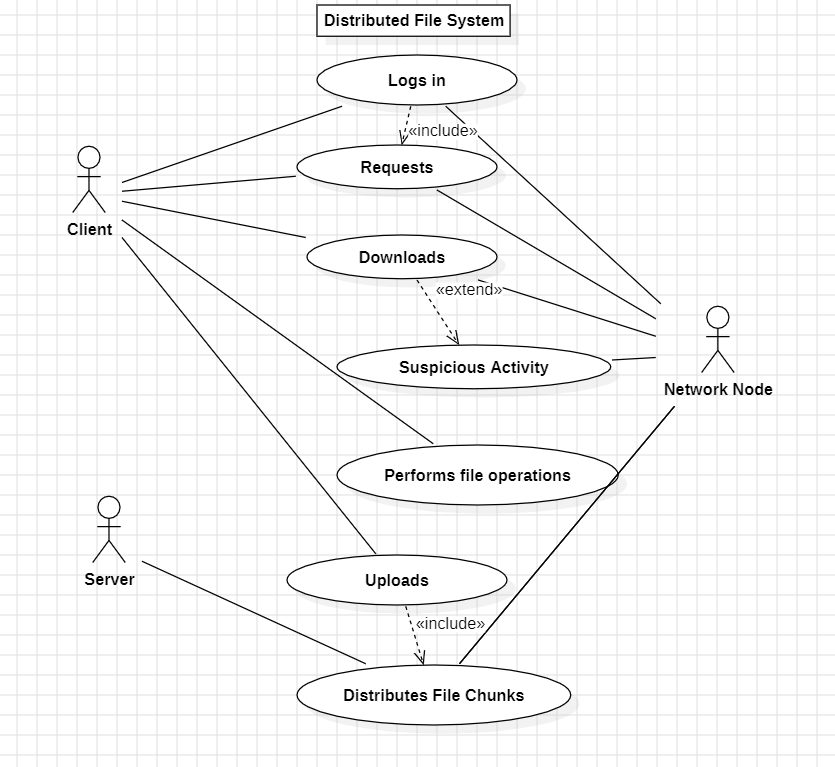 Distributed File System
Logs in
«include»
Requests
Client
Downloads
«extend»
Suspicious Activity
Network Node
Performs file operations
Server
Uploads
«include»
Distributes File Chunks